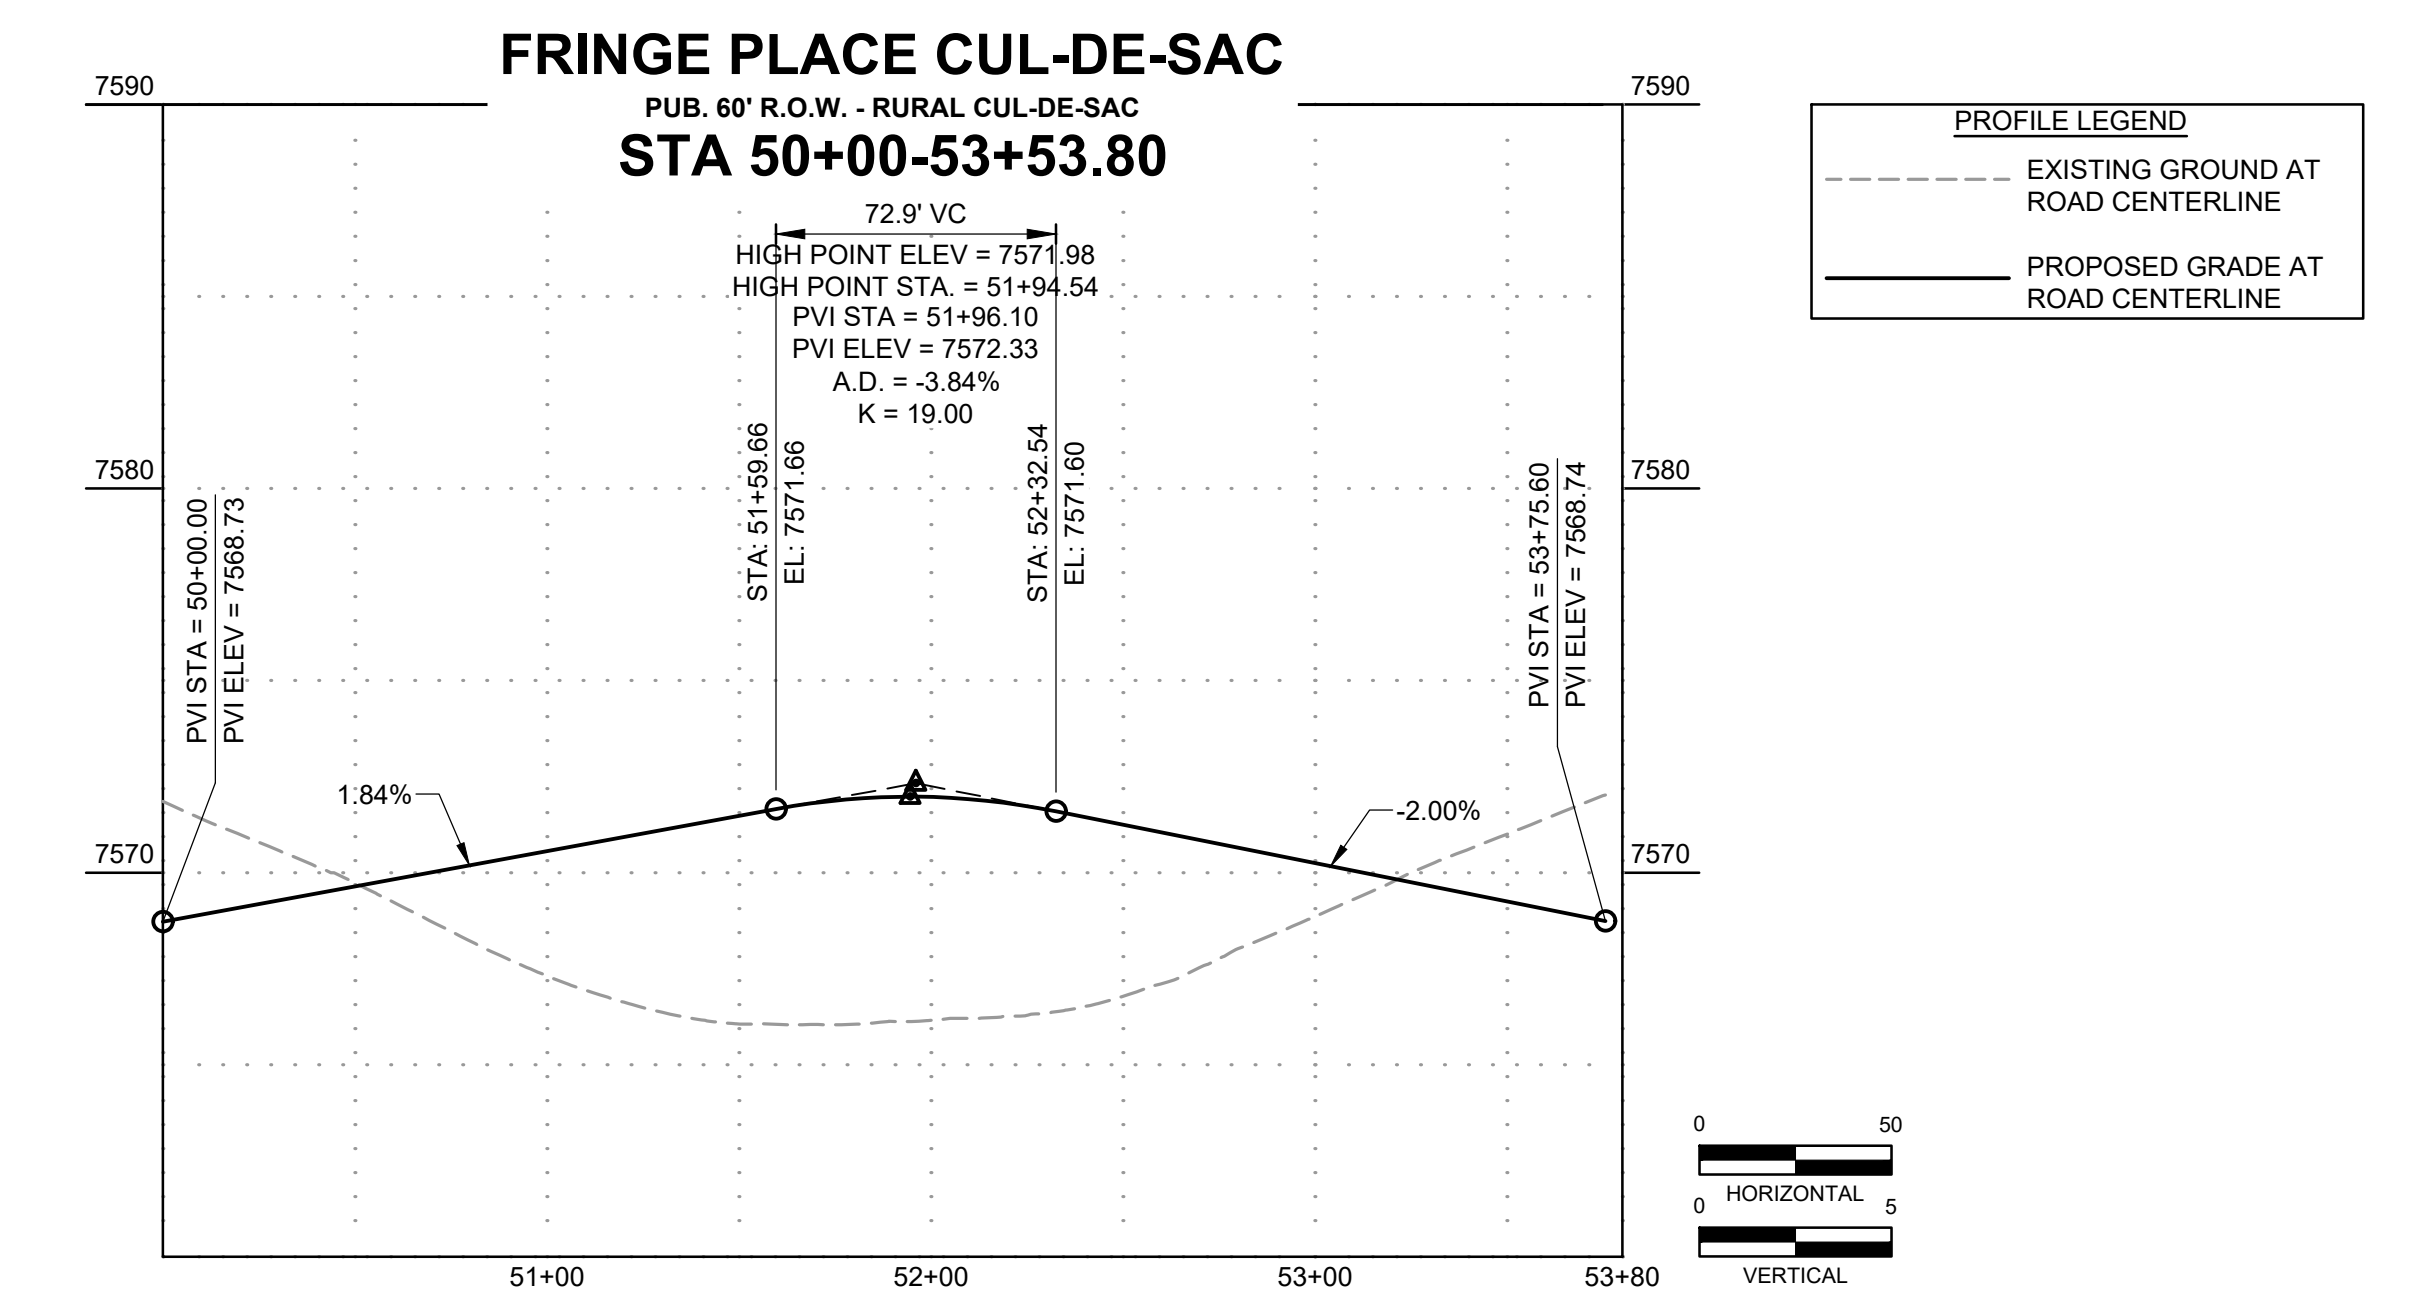 FRINGE PLACE CUL-DE-SAC
PUB. 60' R.O.W. - RURAL CUL-DE-SAC
STA 50+00-53+53.80
7590
7590
PROFILE LEGEND
EXISTING GROUND AT
ROAD CENTERLINE
PROPOSED GRADE AT
ROAD CENTERLINE
72.9' VC
HIGH POINT ELEV = 7571.98
HIGH POINT STA. = 51+94.54
PVI STA = 51+96.10
PVI ELEV = 7572.33
A.D. = -3.84%
K = 19.00
7580
7580
PVI STA = 50+00.00
PVI ELEV = 7568.73
STA: 51+59.66
EL: 7571.66
STA: 52+32.54
EL: 7571.60
PVI STA = 53+75.60
PVI ELEV = 7568.74
1.84%
-2.00%
7570
7570
0 50
HORIZONTAL
0 5
VERTICAL
51+00
52+00
53+00
53+80